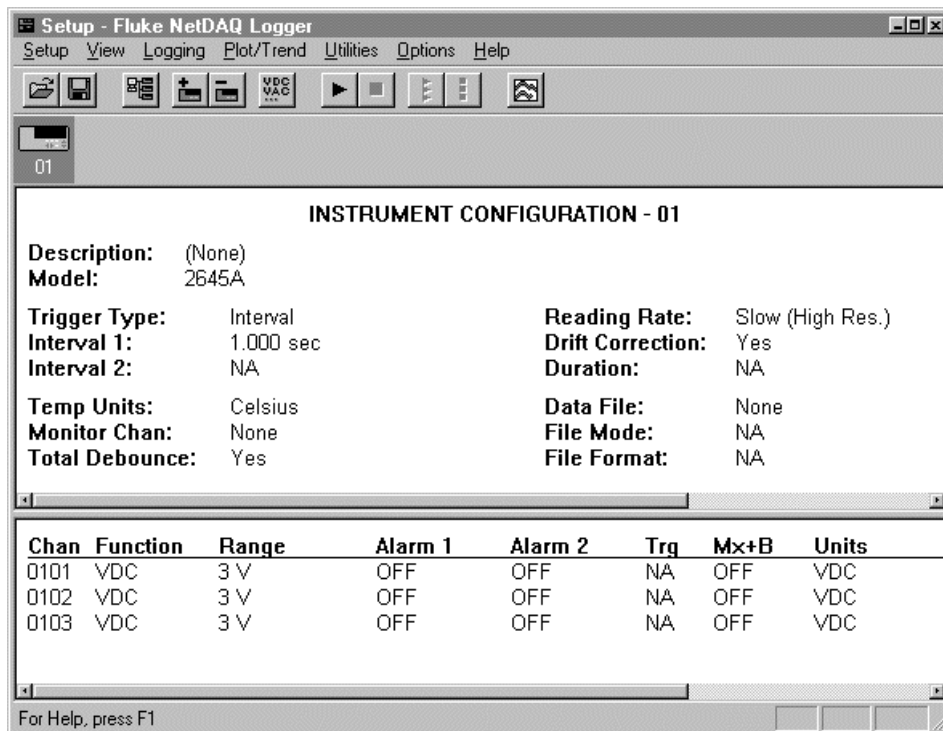 Setup - Fluke NetDAQ Logger
Setup View Logging Plot/Trend Utilities Options Help
VDC
VAC
01
INSTRUMENT CONFIGURATION - 01
Description: (None)
Model: 2645A
Trigger Type: Interval Reading Rate: Slow (High Res.)
Interval 1: 1.000 sec Drift Correction: Yes
Interval 2: NA Duration: NA
Temp Units: Celsius Data File: None
Monitor Chan: None File Mode: NA
Total Debounce: Yes File Format: NA
Chan Function Range Alarm 1 Alarm 2 Trg Mx+B Units
0101 VDC 3 V OFF OFF NA OFF VDC
0102 VDC 3 V OFF OFF NA OFF VDC
0103 VDC 3 V OFF OFF NA OFF VDC
For Help, press F1